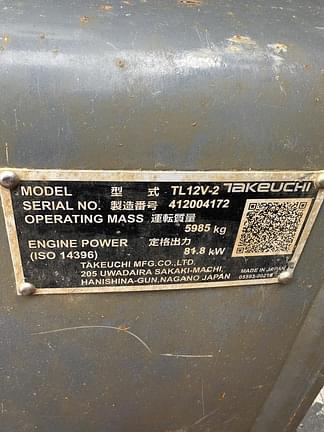 MODEL 型 式 TL12V-2 TAKEUCHI
SERIAL NO. 製造番号 412004172
OPERATING MASS 運転質量
5985 kg
ENGINE POWER 定格出力
(ISO 14396) 81.8 kW
TAKEUCHI MFG.CO.,LTD.
205 UWADAIRA SAKAKI-MACHI,
HANISHINA-GUN,NAGANO JAPAN
MADE IN JAPAN